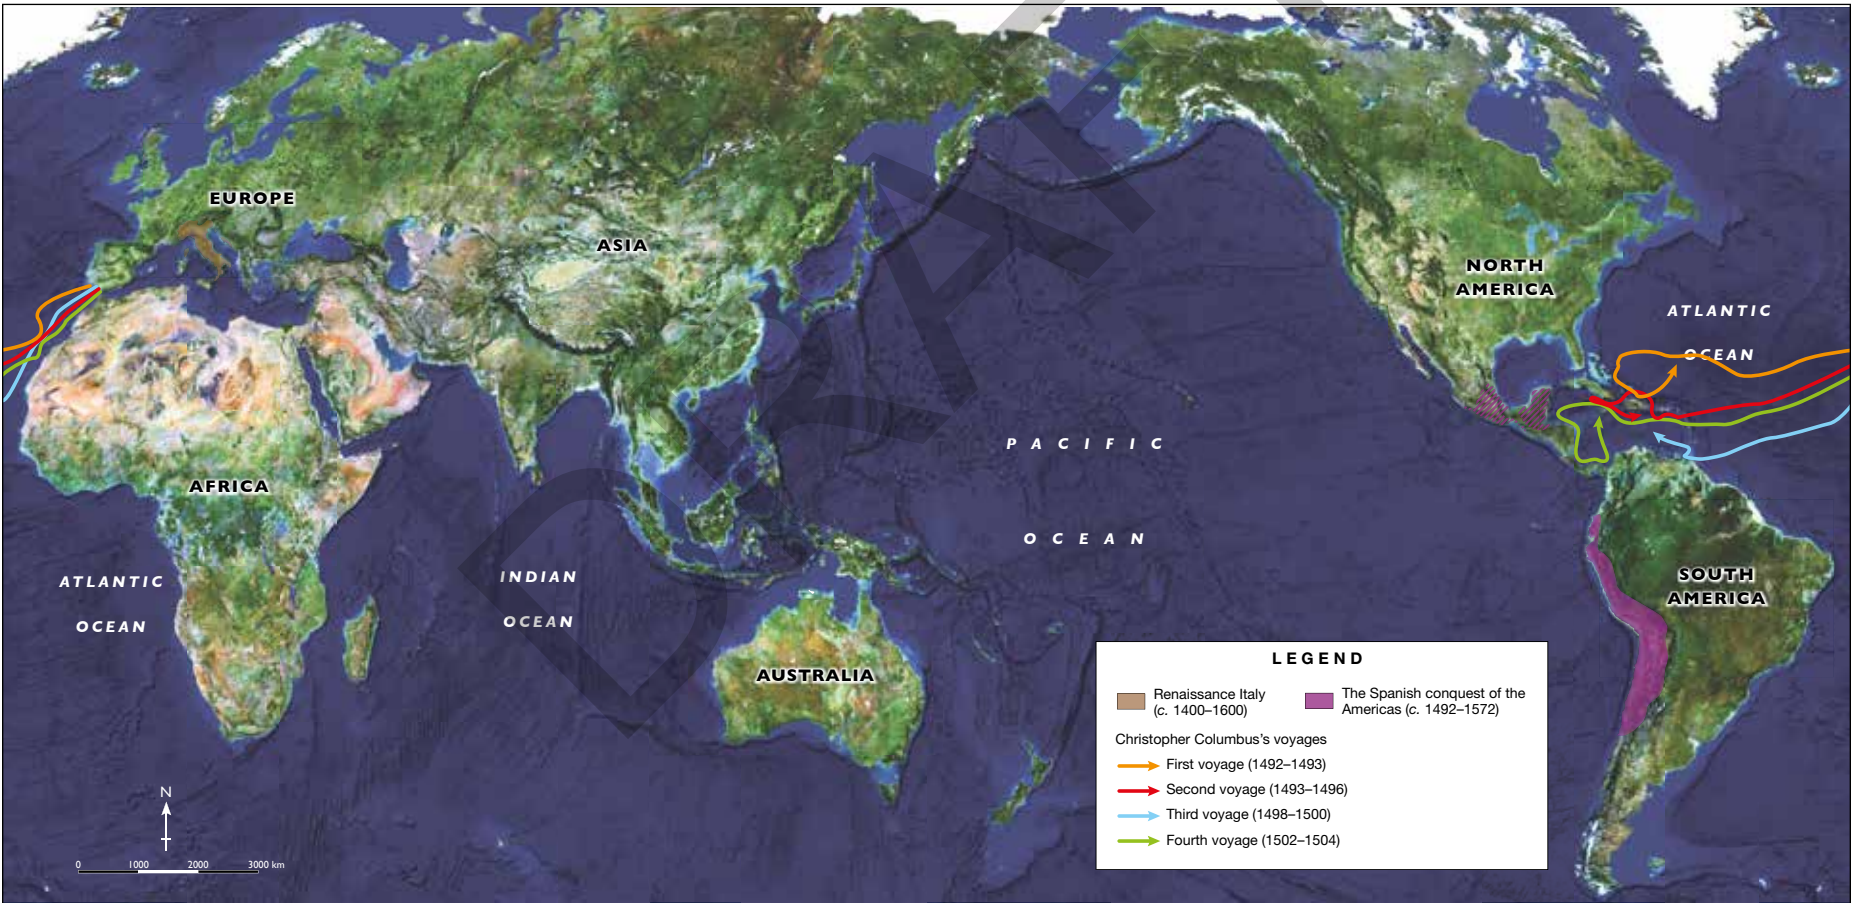 EUROPE
ASIA
NORTH
AMERICA
ATLANTIC
OCEAN
PACIFIC
OCEAN
AFRICA
ATLANTIC
OCEAN
INDIAN
OCEAN
AUSTRALIA
SOUTH
AMERICA
DRAFT
LEGEND
Renaissance Italy
(c. 1400–1600)
The Spanish conquest of the
Americas (c. 1492–1572)
Christopher Columbus's voyages
First voyage (1492–1493)
Second voyage (1493–1496)
Third voyage (1498–1500)
Fourth voyage (1502–1504)
N
0 1000 2000 3000 km